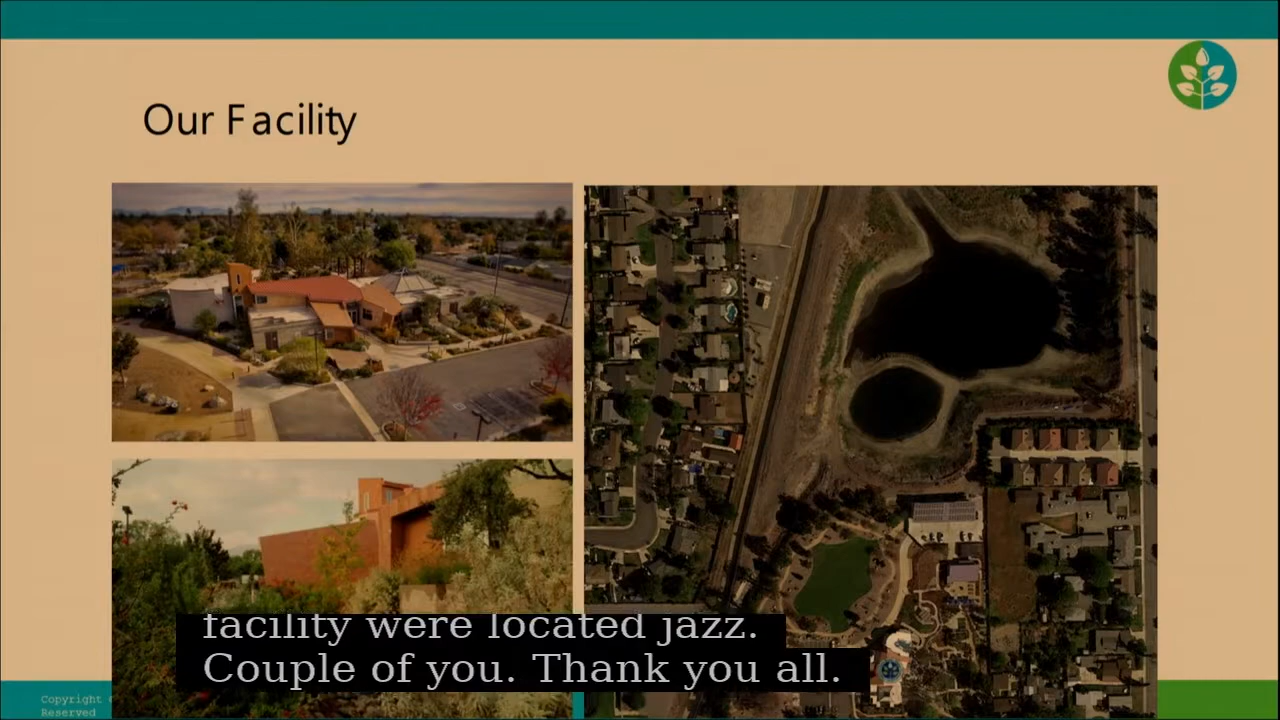 Our Facility
facility were located jazz.
Couple of you. Thank you all.
Copyright
Reserved